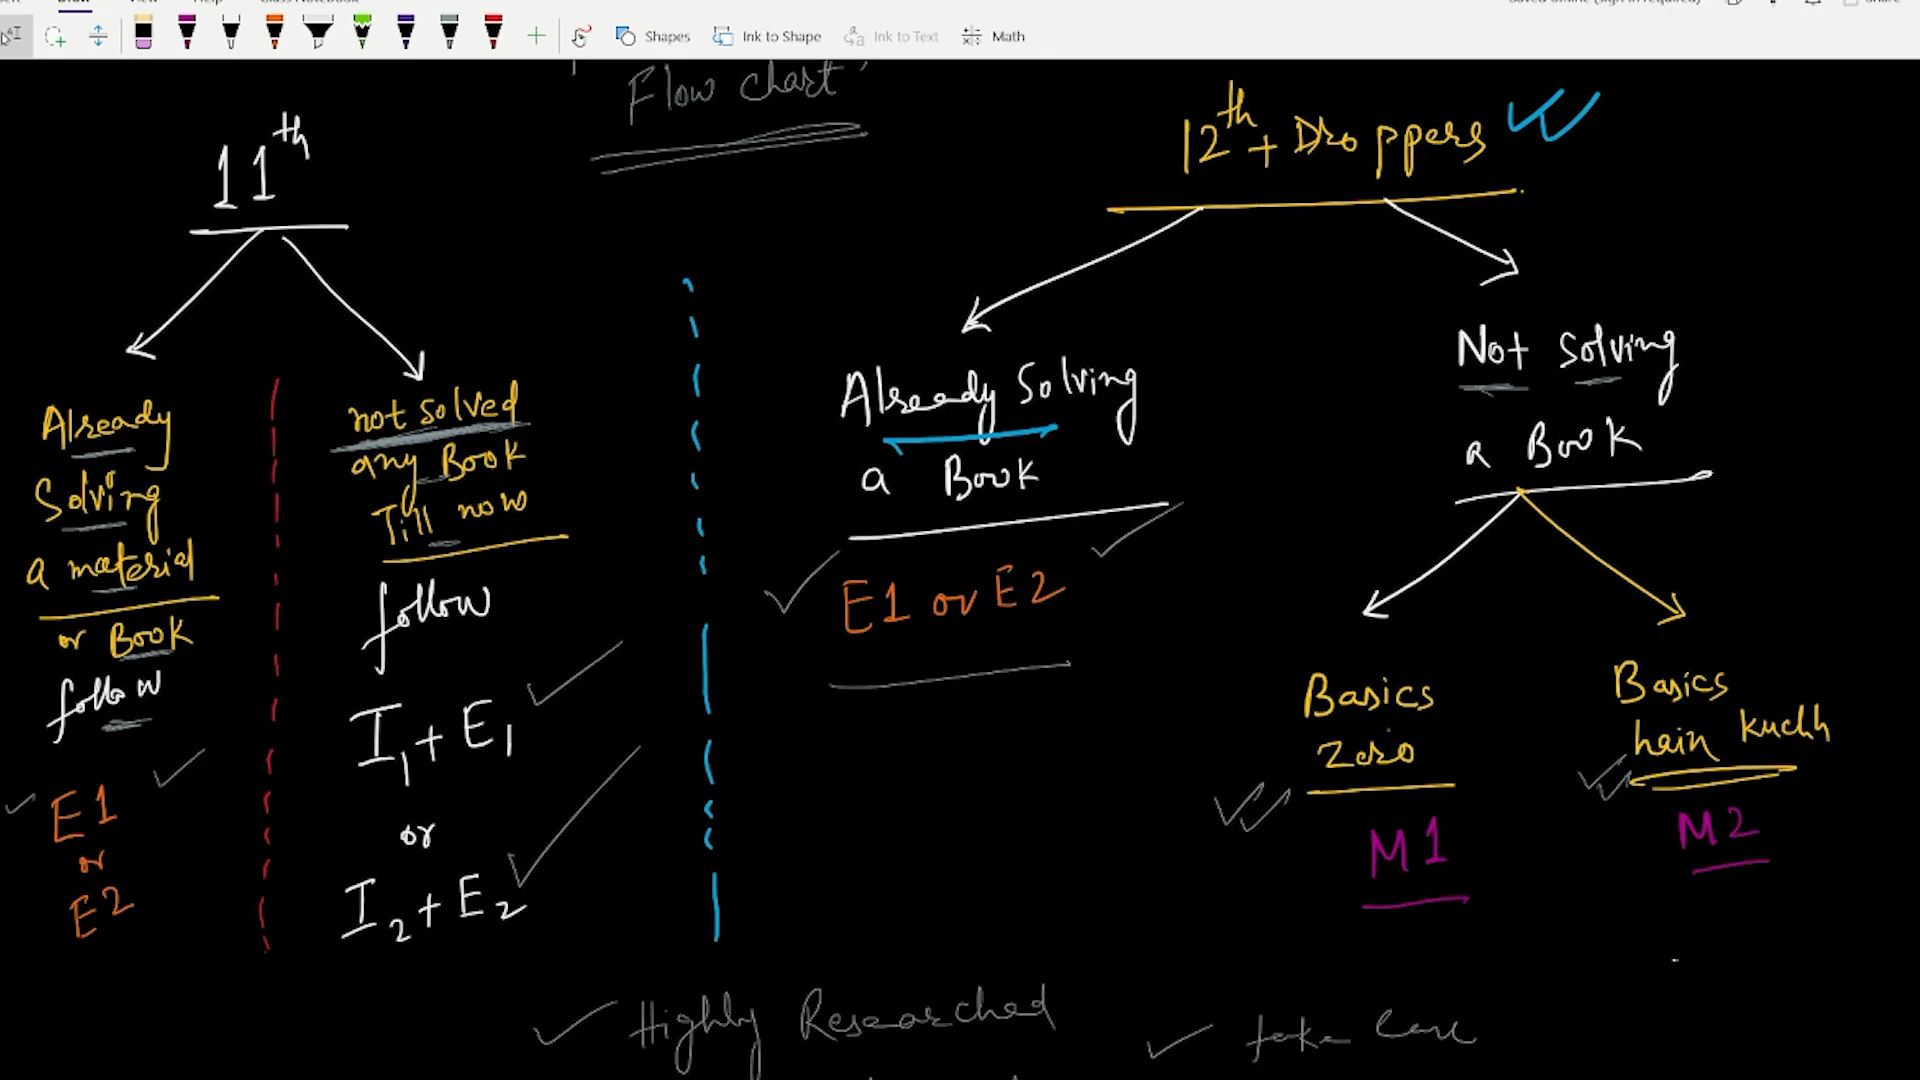 Shapes
Ink to Shape
Ink to Text
Math
Flow chart
11th
Already
Solving
a material
or Book
follow
E1
or
E2
not solved
any Book
Till now
follow
I1 + E1
or
I2 + E2
12th + Droppers
Already Solving
a Book
E1 or E2
Not Solving
a Book
Basics
Zero
M1
Basics
hain kuchh
M2
Highly Researched
take care